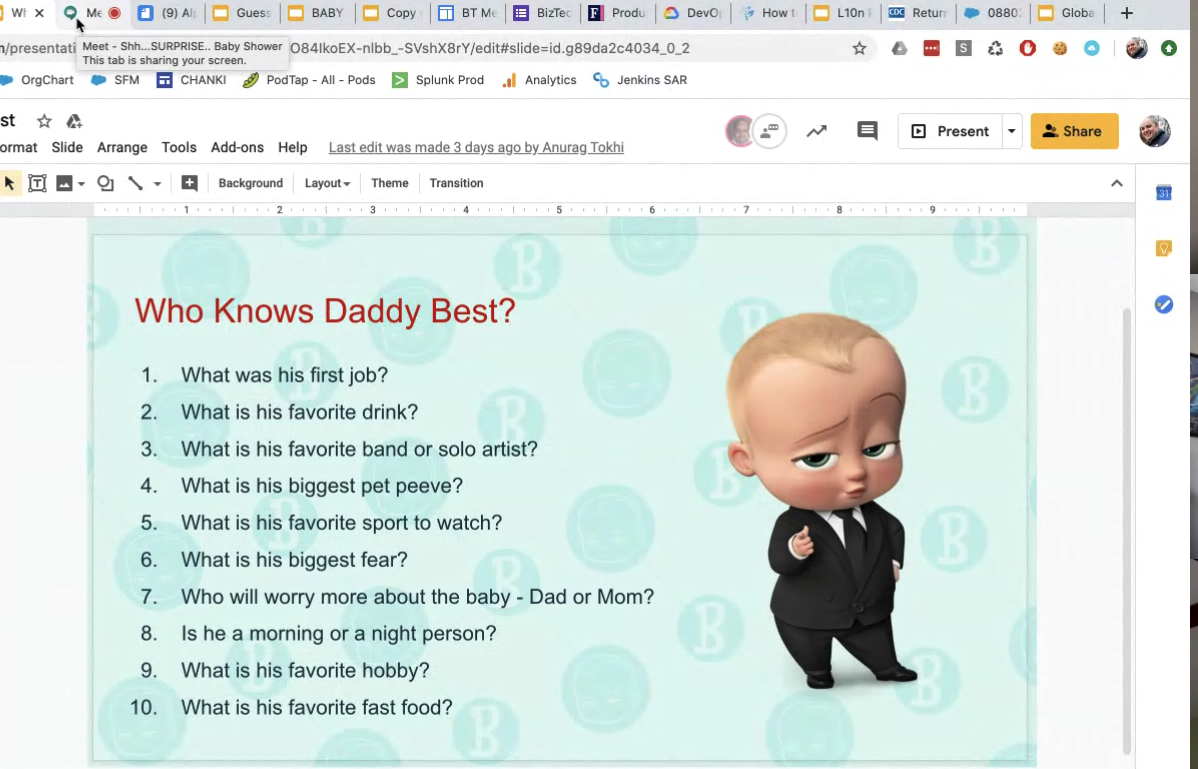 Wh
Me
(9) A
Guess
BABY
Copy
BT Me
BizTec
Produ
DevO
How t
L10n
CDC
Retur
0880
Globa
m/presentati
O84IkoEX-nlbb_-SVshX8rY/edit#slide=id.g89da2c4034_0_2
Meet - Shh...SURPRISE.. Baby Shower
This tab is sharing your screen.
S
OrgChart
SFM
CHANKI
PodTap - All - Pods
Splunk Prod
Analytics
Jenkins SAR
st
Present
Share
ormat
Slide
Arrange
Tools
Add-ons
Help
Last edit was made 3 days ago by Anurag Tokhi
Background
Layout
Theme
Transition
31
1 2 3 4 5 6 7 8 9
Who Knows Daddy Best?
1. What was his first job?
2. What is his favorite drink?
3. What is his favorite band or solo artist?
4. What is his biggest pet peeve?
5. What is his favorite sport to watch?
6. What is his biggest fear?
7. Who will worry more about the baby - Dad or Mom?
8. Is he a morning or a night person?
9. What is his favorite hobby?
10. What is his favorite fast food?